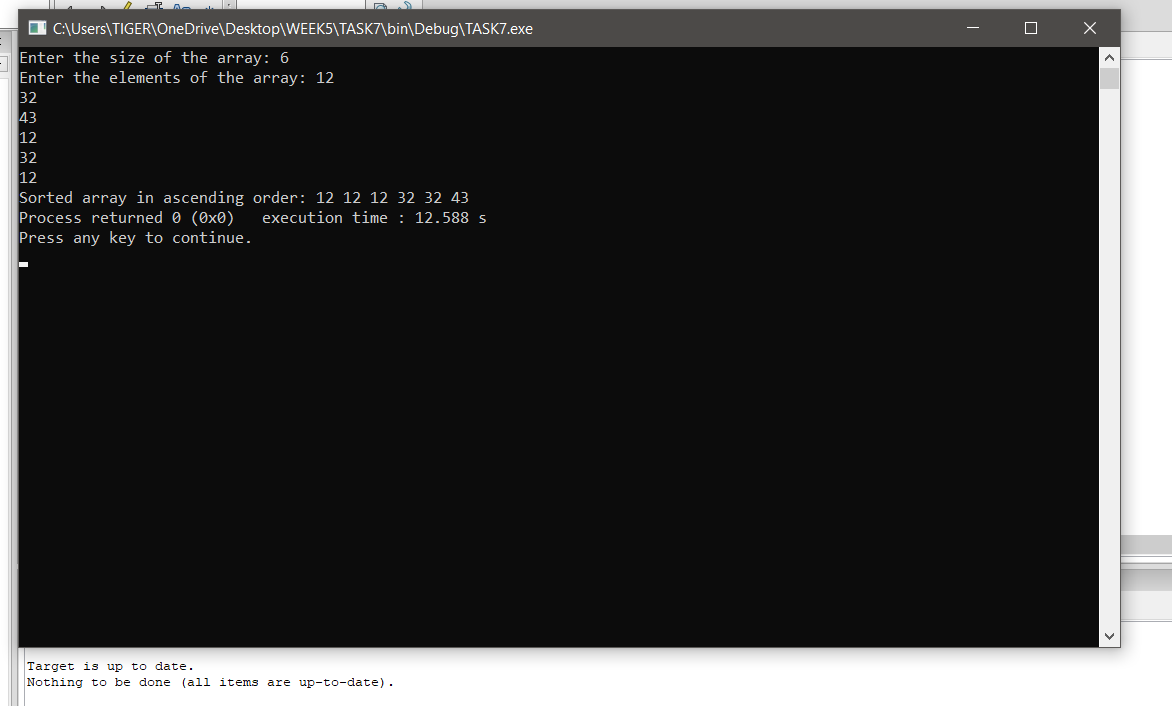 C:\Users\TIGER\OneDrive\Desktop\WEEK5\TASK7\bin\Debug\TASK7.exe
Enter the size of the array: 6
Enter the elements of the array: 12
32
43
12
32
12
Sorted array in ascending order: 12 12 12 32 32 43
Process returned 0 (0x0)   execution time : 12.588 s
Press any key to continue.
Target is up to date.
Nothing to be done (all items are up-to-date).